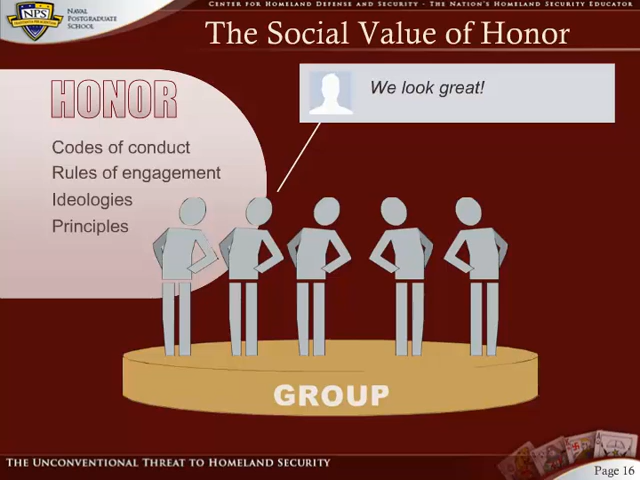 NPS
NAVAL
POSTGRADUATE
SCHOOL
CENTER FOR HOMELAND DEFENSE AND SECURITY - THE NATION'S HOMELAND SECURITY EDUCATOR
The Social Value of Honor
HONOR
Codes of conduct
Rules of engagement
Ideologies
Principles
We look great!
GROUP
THE UNCONVENTIONAL THREAT TO HOMELAND SECURITY
Page 16